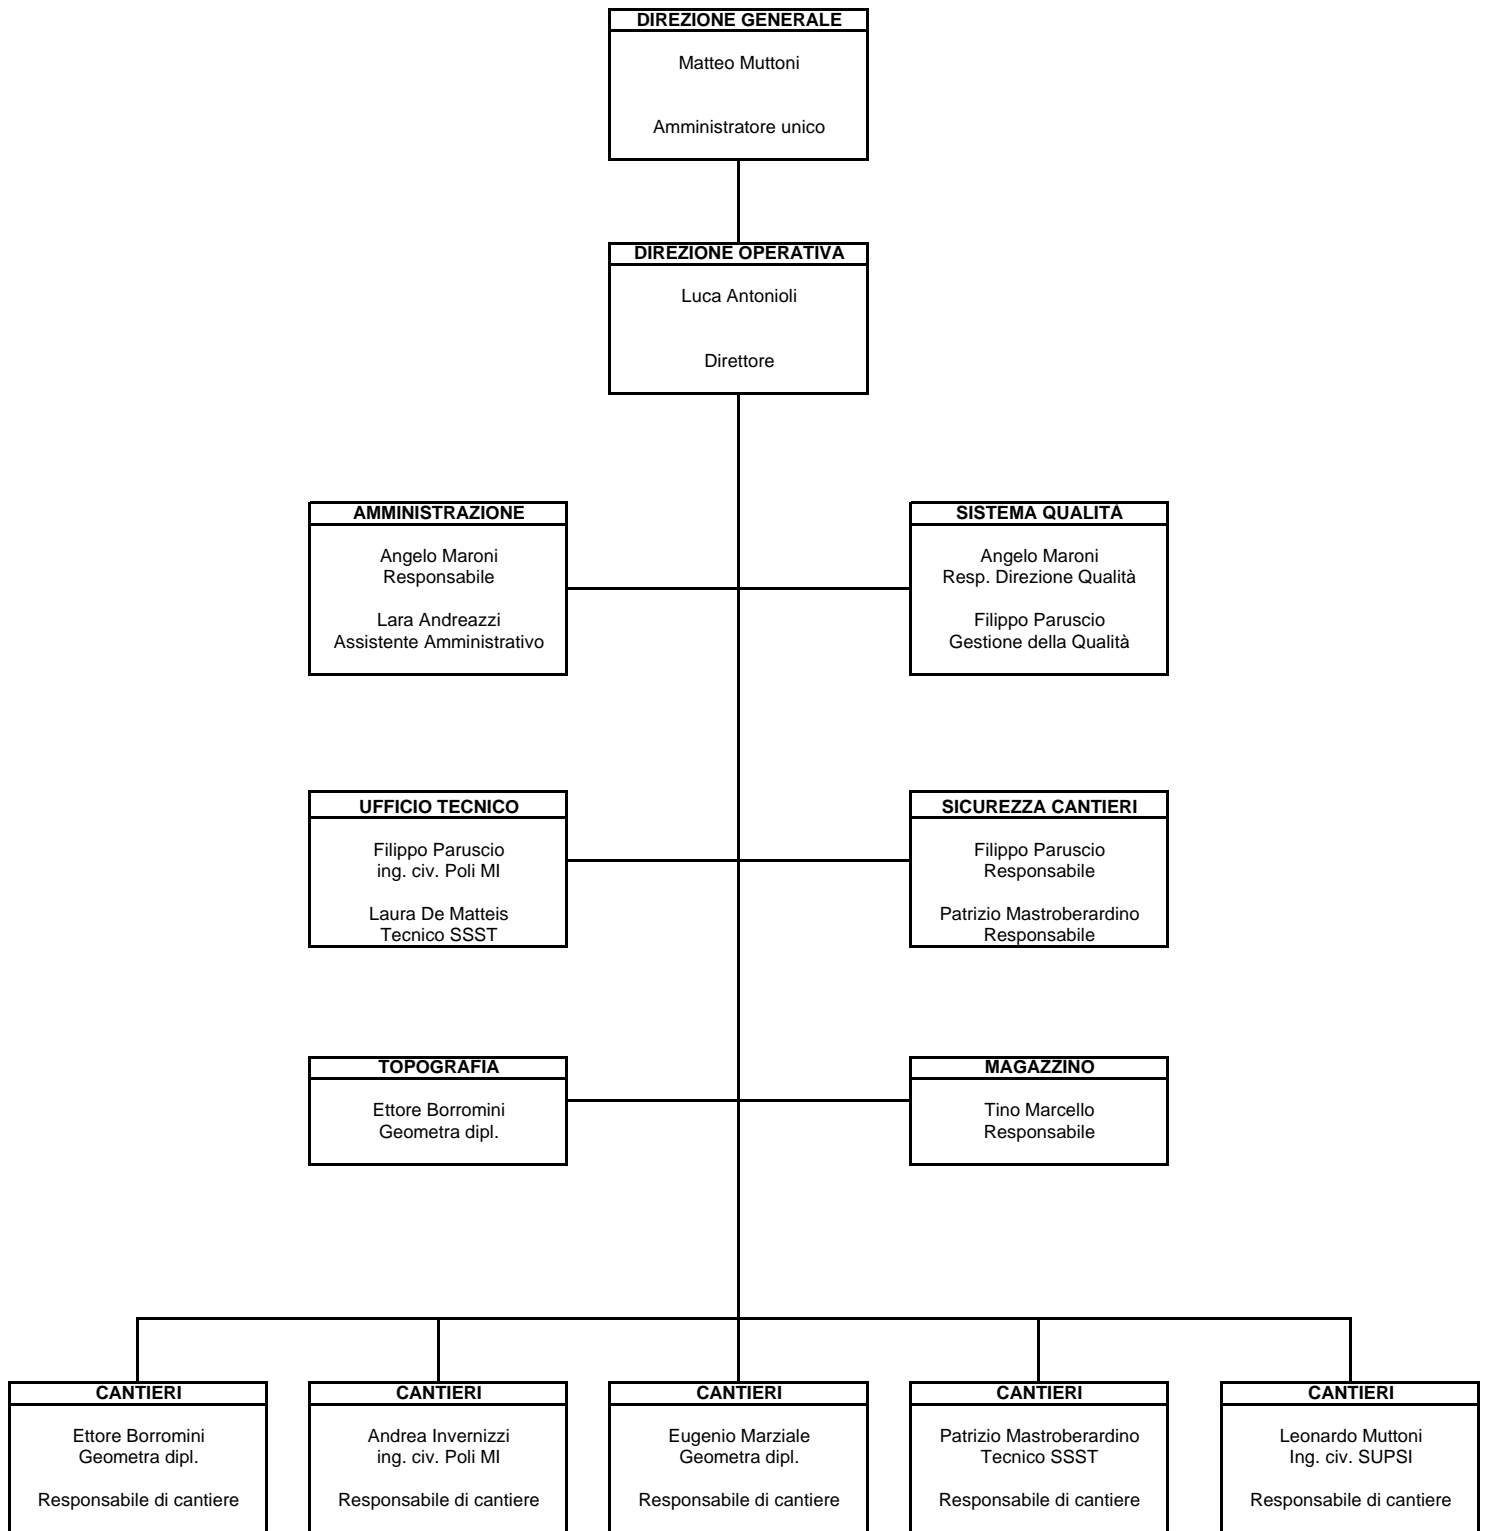 DIREZIONE GENERALE
Matteo Muttoni
Amministratore unico
DIREZIONE OPERATIVA
Luca Antonioli
Direttore
AMMINISTRAZIONE
Angelo Maroni
Responsabile
Lara Andreazzi
Assistente Amministrativo
SISTEMA QUALITÀ
Angelo Maroni
Resp. Direzione Qualità
Filippo Paruscio
Gestione della Qualità
UFFICIO TECNICO
Filippo Paruscio
ing. civ. Poli MI
Laura De Matteis
Tecnico SSST
SICUREZZA CANTIERI
Filippo Paruscio
Responsabile
Patrizio Mastroberardino
Responsabile
TOPOGRAFIA
Ettore Borromini
Geometra dipl.
MAGAZZINO
Tino Marcello
Responsabile
CANTIERI
Ettore Borromini
Geometra dipl.
Responsabile di cantiere
CANTIERI
Andrea Invernizzi
ing. civ. Poli MI
Responsabile di cantiere
CANTIERI
Eugenio Marziale
Geometra dipl.
Responsabile di cantiere
CANTIERI
Patrizio Mastroberardino
Tecnico SSST
Responsabile di cantiere
CANTIERI
Leonardo Muttoni
Ing. civ. SUPSI
Responsabile di cantiere